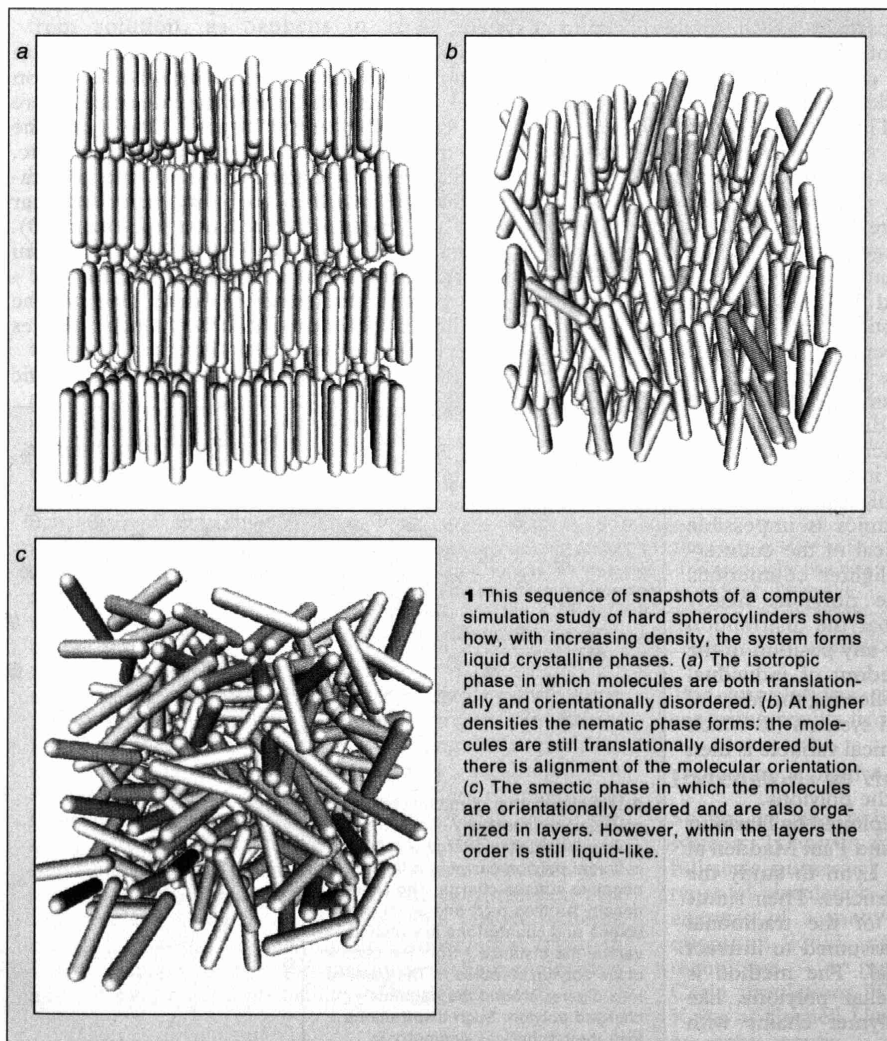 a
b
c
1 This sequence of snapshots of a computer
simulation study of hard spherocylinders shows
how, with increasing density, the system forms
liquid crystalline phases. (a) The isotropic
phase in which molecules are both translation-
ally and orientationally disordered. (b) At higher
densities the nematic phase forms: the mole-
cules are still translationally disordered but
there is alignment of the molecular orientation.
(c) The smectic phase in which the molecules
are orientationally ordered and are also orga-
nized in layers. However, within the layers the
order is still liquid-like.